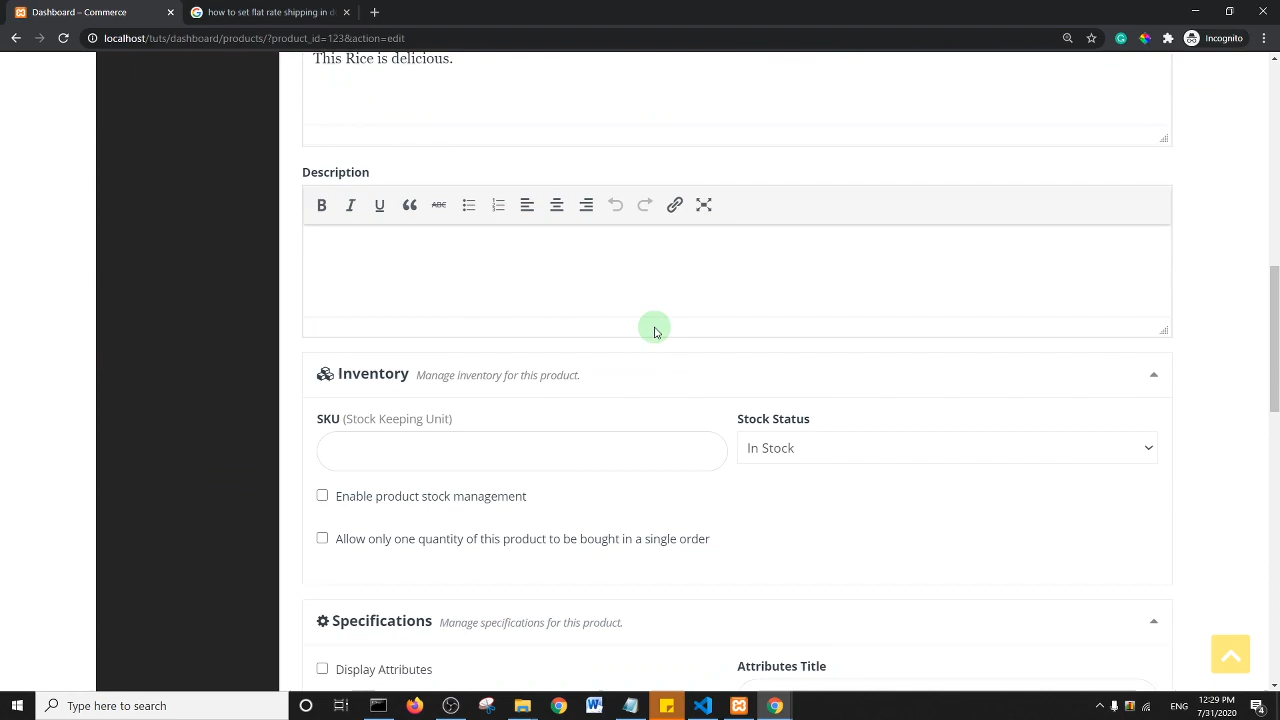 Dashboard – Commerce
how to set flat rate shipping in d
localhost/tuts/dashboard/products/?product_id=123&action=edit
Incognito
This Rice is delicious.
Description
B I U ABC
Inventory Manage inventory for this product.
SKU (Stock Keeping Unit)
Stock Status
In Stock
Enable product stock management
Allow only one quantity of this product to be bought in a single order
Specifications Manage specifications for this product.
Display Attributes
Attributes Title
Type here to search
ENG
12:29 PM
7/31/2020